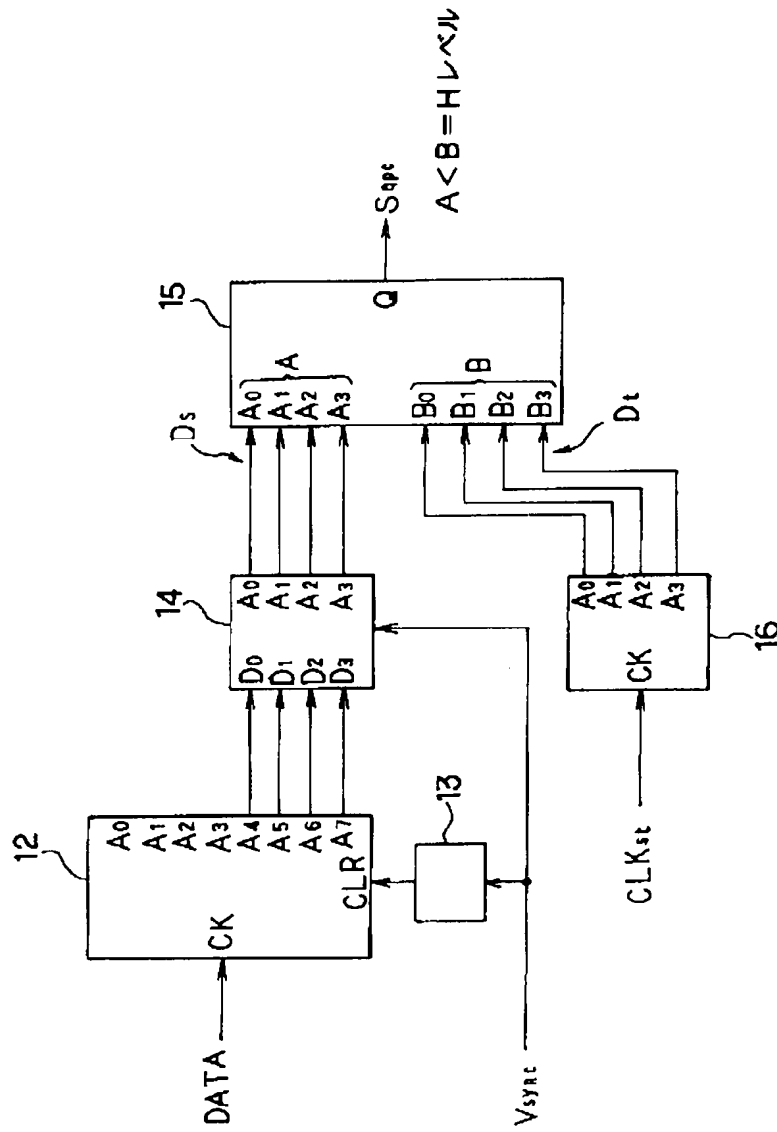 12
DATA
CK
A0
A1
A2
A3
A4
A5
A6
A7
CLR
13
Vsync
14
D0
D1
D2
D3
A0
A1
A2
A3
Ds
15
A0
A1
A2
A3
A
B0
B1
B2
B3
B
Q
Dt
Sapc
A<B=Hレベル
CLKst
CK
A0
A1
A2
A3
16